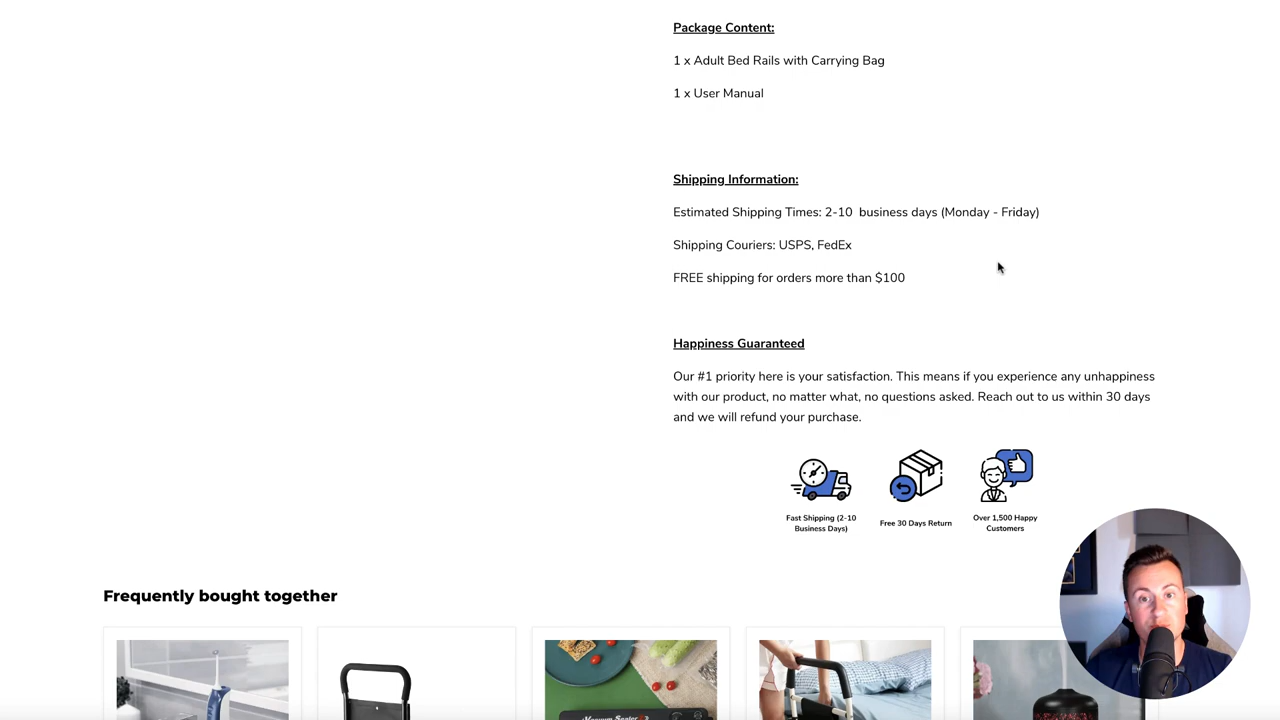 Package Content:
1 x Adult Bed Rails with Carrying Bag
1 x User Manual
Shipping Information:
Estimated Shipping Times: 2-10 business days (Monday - Friday)
Shipping Couriers: USPS, FedEx
FREE shipping for orders more than $100
Happiness Guaranteed
Our #1 priority here is your satisfaction. This means if you experience any unhappiness
with our product, no matter what, no questions asked. Reach out to us within 30 days
and we will refund your purchase.
Fast Shipping (2-10
Business Days)
Free 30 Days Return
Over 1,500 Happy
Customers
Frequently bought together